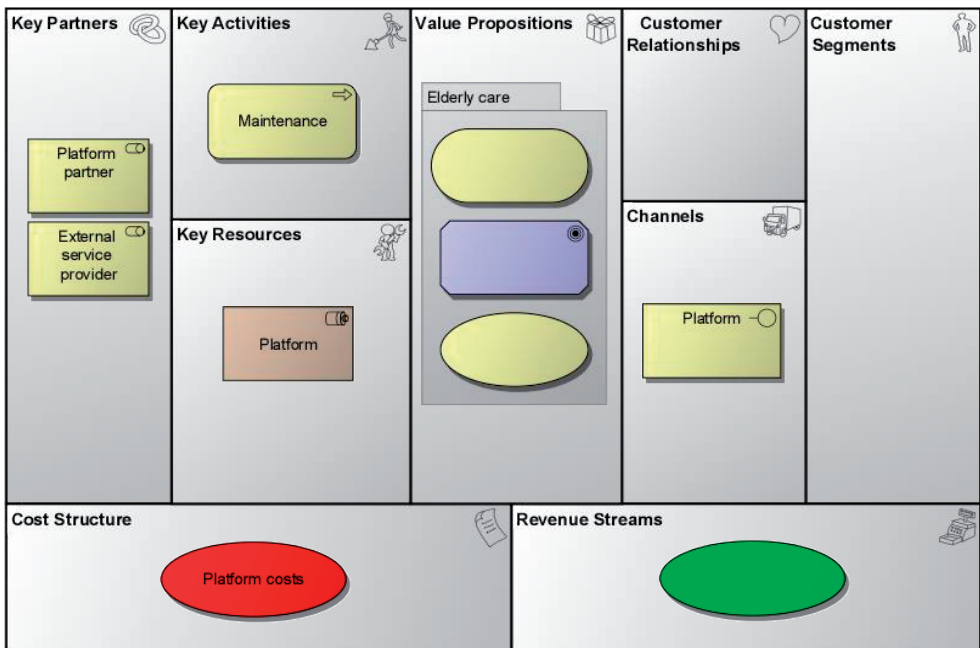 Key Partners
Platform
partner
External
service
provider
Key Activities
Maintenance
Key Resources
Platform
Value Propositions
Elderly care
Customer
Relationships
Channels
Platform
Customer
Segments
Cost Structure
Platform costs
Revenue Streams